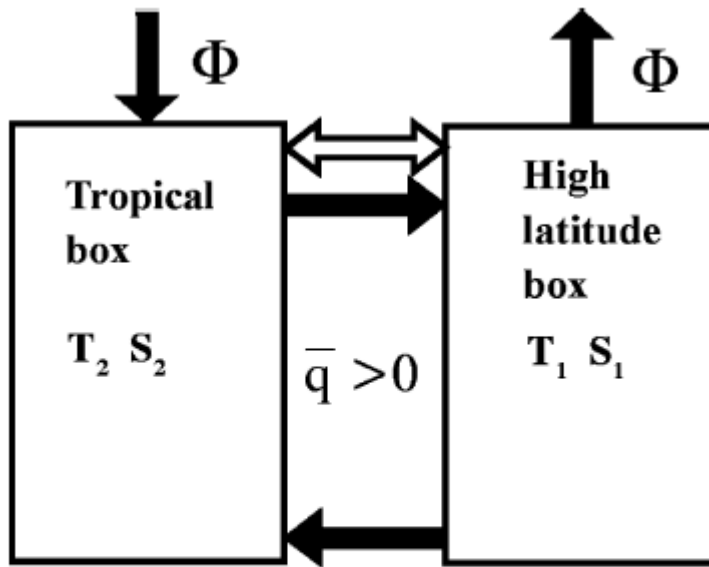 Φ
Φ
Tropical
box
T₂ S₂
q̅ >0
High
latitude
box
T₁ S₁